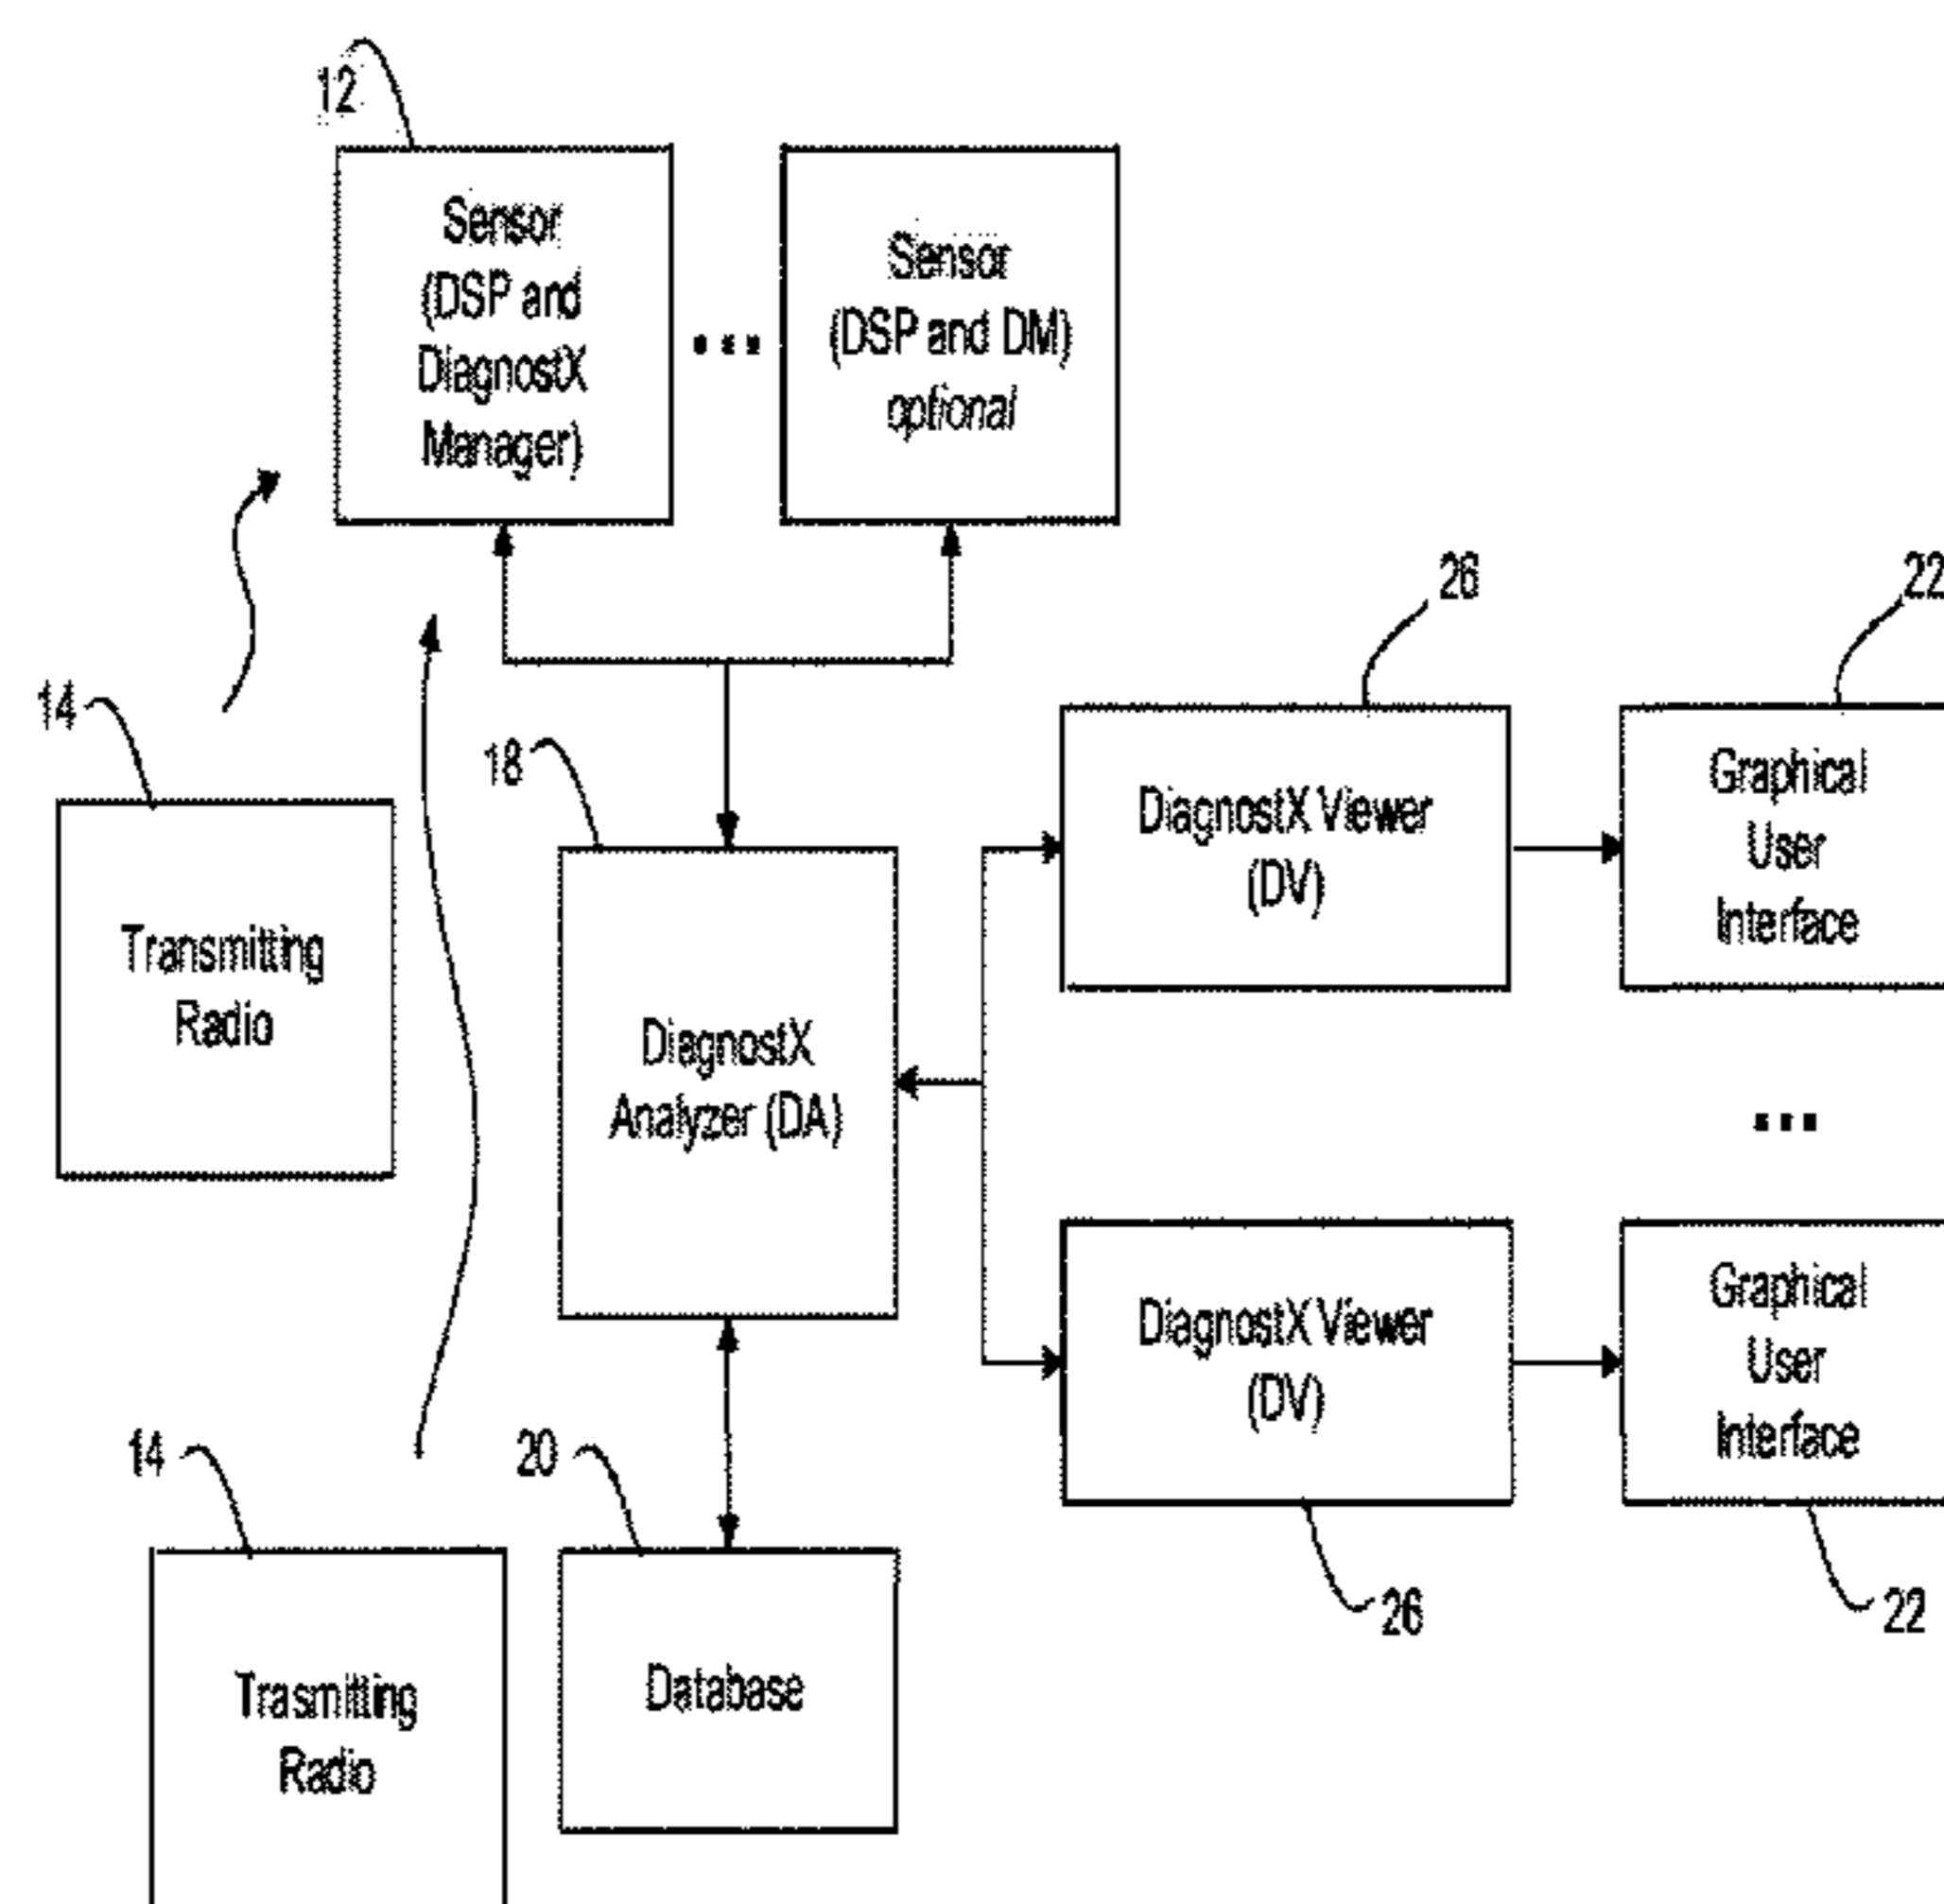 12
Sensor
(DSP and
DiagnostX
Manager)
Sensor
(DSP and DM)
optional
26
22
14
18
DiagnostX Viewer
(DV)
Graphical
User
Interface
Transmitting
Radio
DiagnostX
Analyzer (DA)
DiagnostX Viewer
(DV)
Graphical
User
Interface
14
20
26
22
Trasmitting
Radio
Database